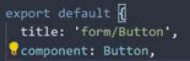 export default {
title: 'form/Button',
component: Button,